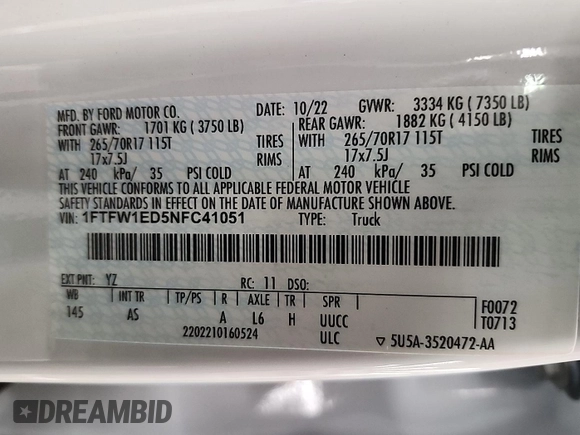 MFD. BY FORD MOTOR CO. DATE: 10/22 GVWR: 3334 KG ( 7350 LB)
FRONT GAWR: 1701 KG ( 3750 LB) REAR GAWR: 1882 KG ( 4150 LB)
WITH 265/70R17 115T TIRES WITH 265/70R17 115T TIRES
17x7.5J RIMS 17x7.5J RIMS
AT 240 kPa/ 35 PSI COLD AT 240 kPa/ 35 PSI COLD
THIS VEHICLE CONFORMS TO ALL APPLICABLE FEDERAL MOTOR VEHICLE
SAFETY STANDARDS IN EFFECT ON THE DATE OF MANUFACTURE SHOWN ABOVE.
VIN: 1FTFW1ED5NFC41051 TYPE: Truck
EXT PNT: YZ RC: 11 DSO:
WB INT TR TP/PS R AXLE TR SPR F0072
145 AS A L6 H UUCC T0713
2202210160524 ULC ▽ 5U5A-3520472-AA
DREAMBID